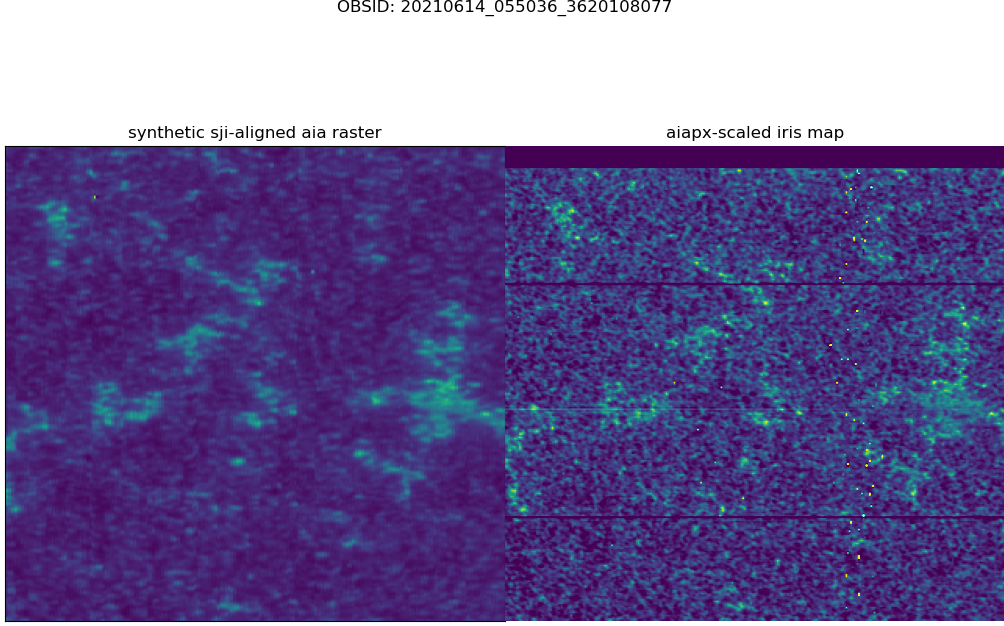 OBSID: 20210614_055036_3620108077
synthetic sji-aligned aia raster
aiapx-scaled iris map